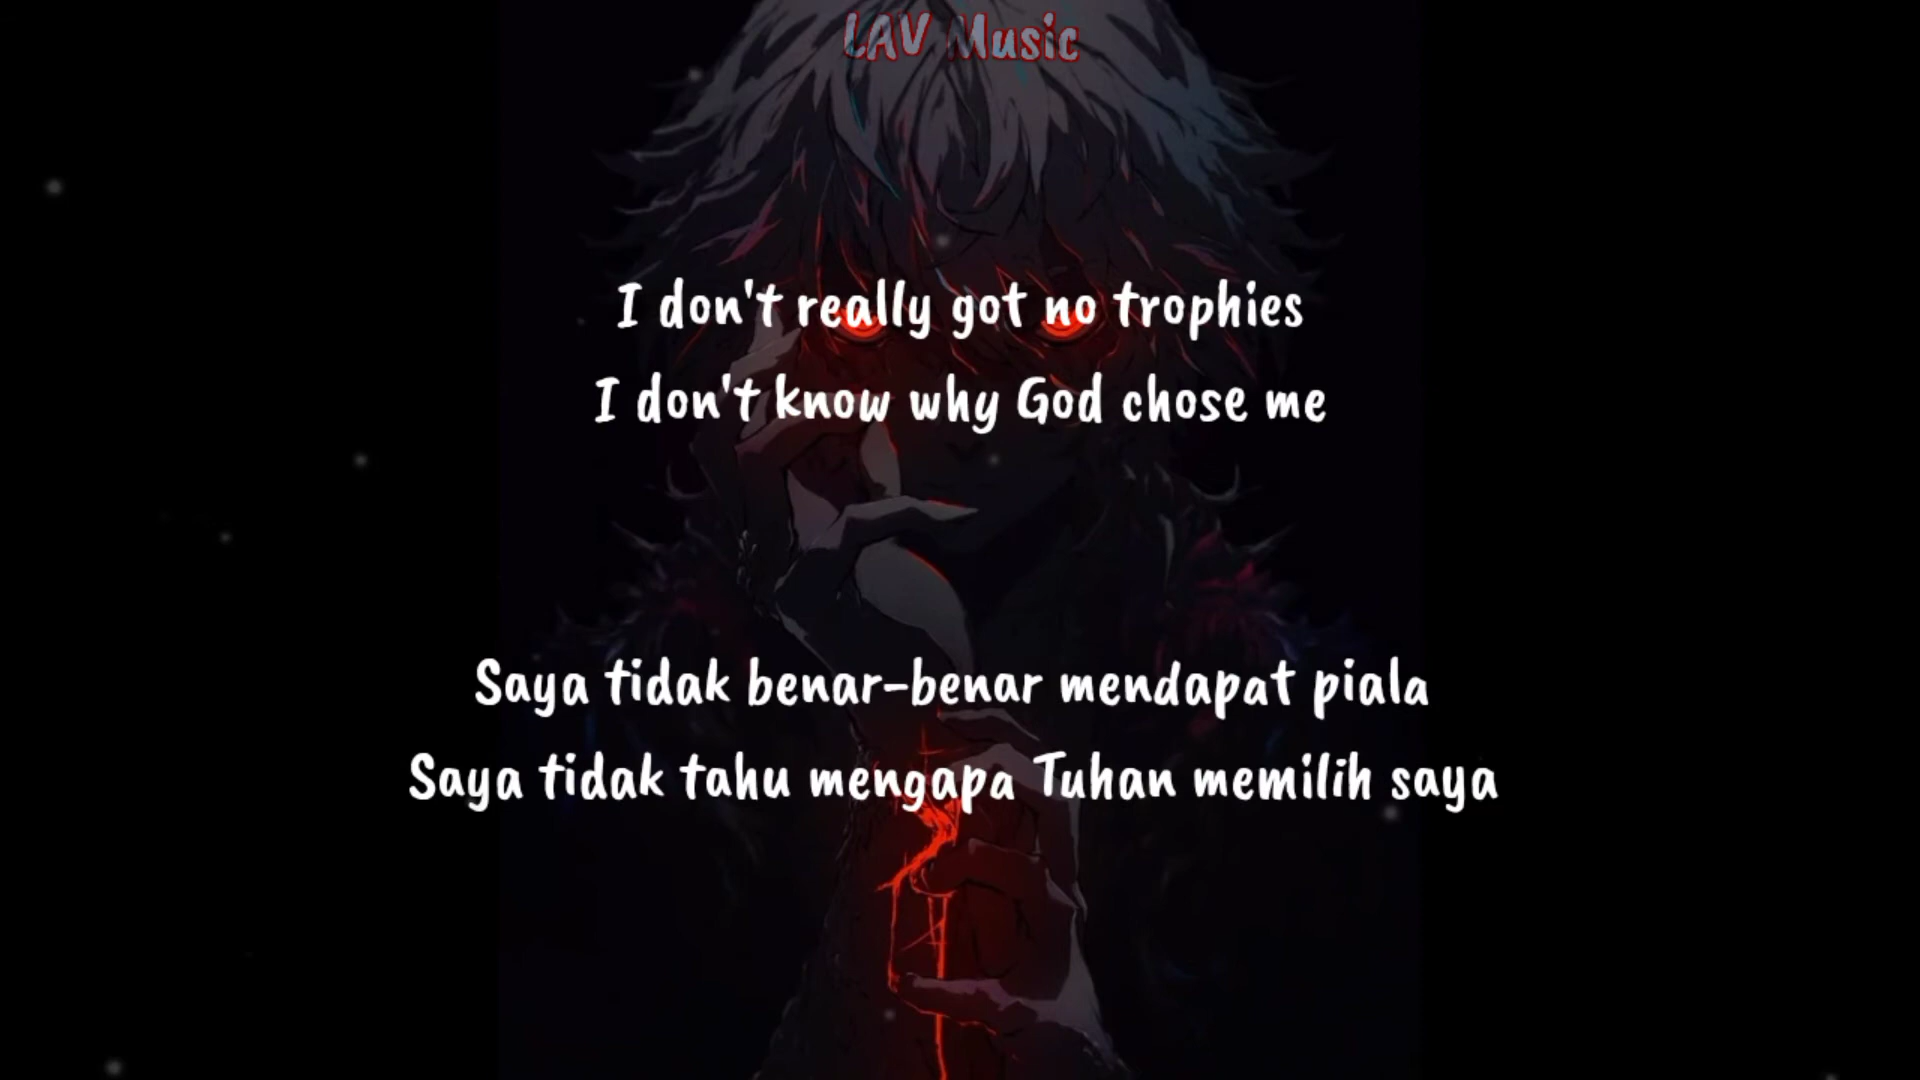 LAV Music
I don't really got no trophies
I don't know why God chose me
Saya tidak benar-benar mendapat piala
Saya tidak tahu mengapa Tuhan memilih saya